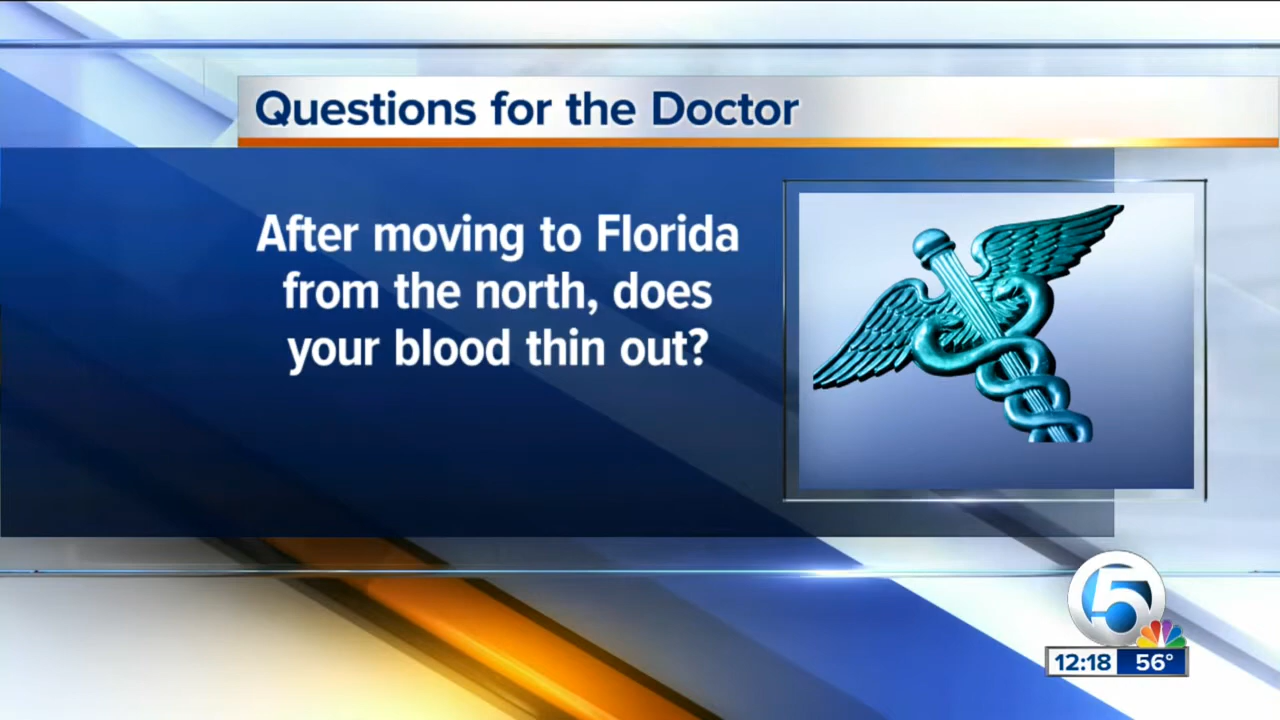 Questions for the Doctor
After moving to Florida
from the north, does
your blood thin out?
5
12:18 56°